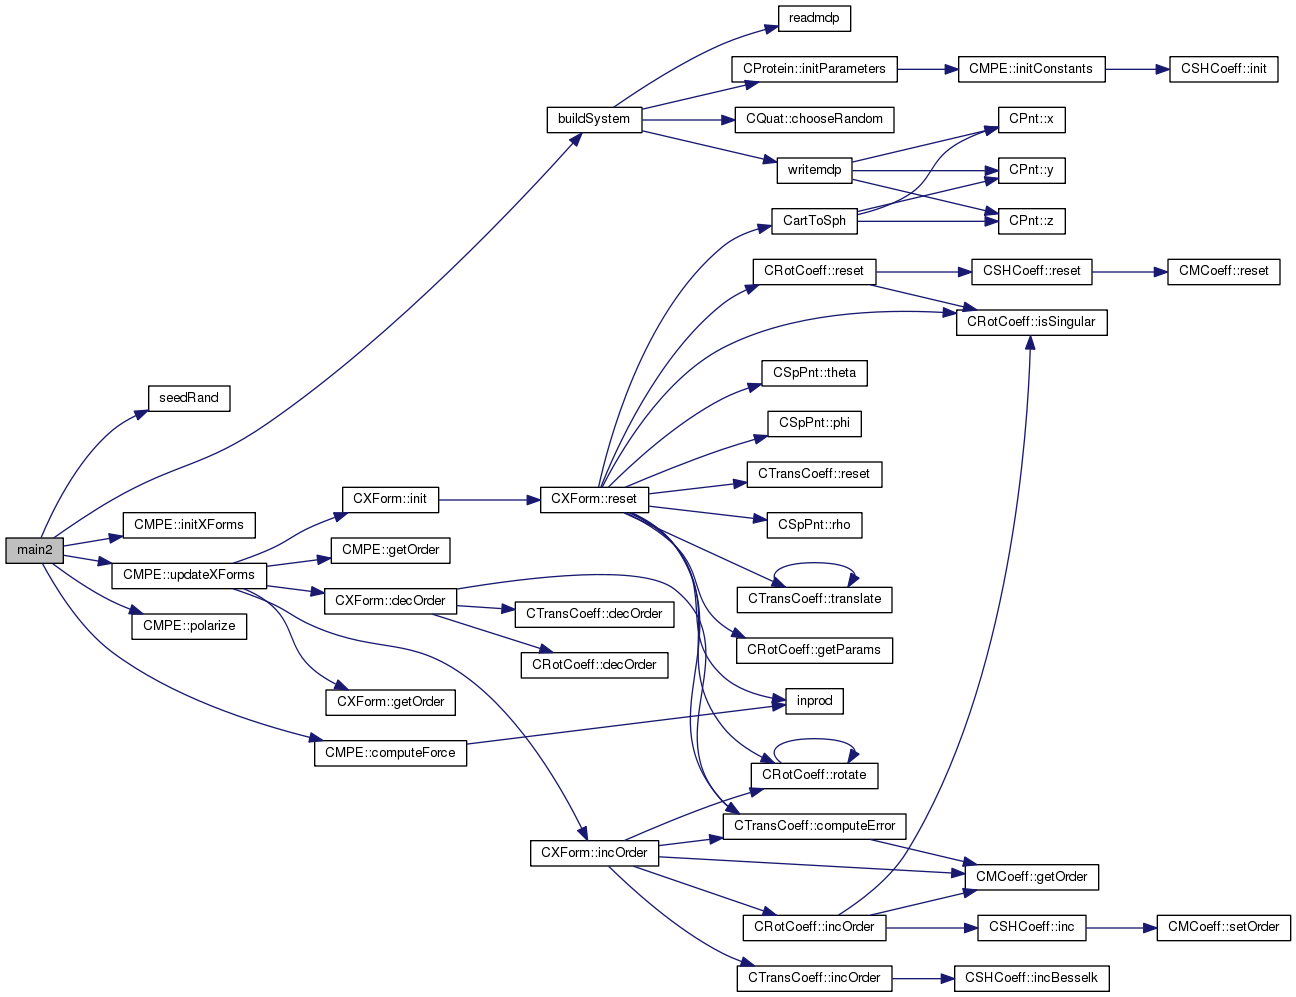 readmdp
CProtein::initParameters
CMPE::initConstants
CSHCoeff::init
buildSystem
CQuat::chooseRandom
CPnt::x
writemdp
CPnt::y
CartToSph
CPnt::z
CRotCoeff::reset
CSHCoeff::reset
CMCoeff::reset
CRotCoeff::isSingular
CSpPnt::theta
seedRand
CSpPnt::phi
CTransCoeff::reset
CXForm::init
CXForm::reset
CMPE::initXForms
CSpPnt::rho
main2
CMPE::getOrder
CMPE::updateXForms
CXForm::decOrder
CTransCoeff::translate
CTransCoeff::decOrder
CMPE::polarize
CRotCoeff::getParams
CRotCoeff::decOrder
CXForm::getOrder
inprod
CMPE::computeForce
CRotCoeff::rotate
CTransCoeff::computeError
CXForm::incOrder
CMCoeff::getOrder
CRotCoeff::incOrder
CSHCoeff::inc
CMCoeff::setOrder
CTransCoeff::incOrder
CSHCoeff::incBesselk